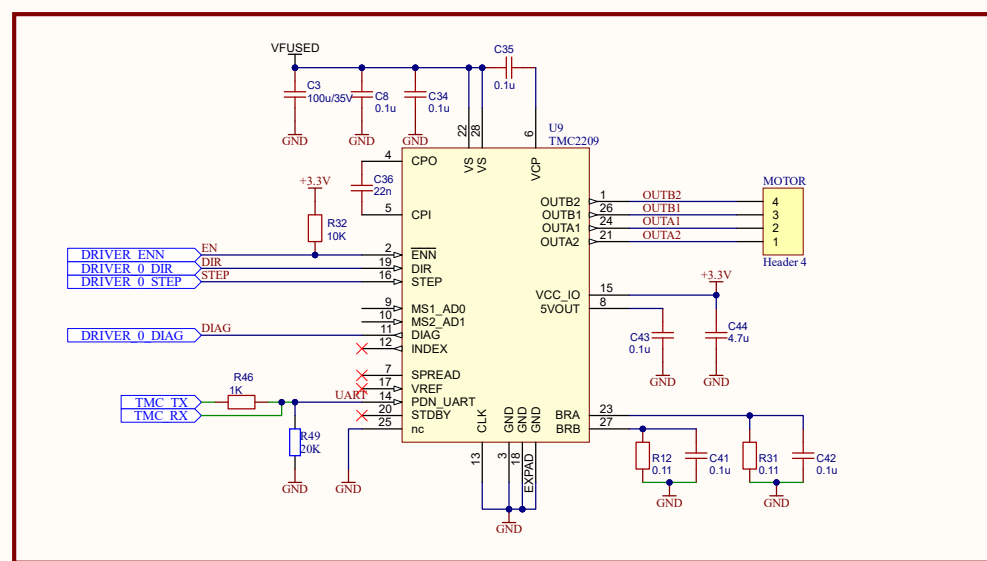 VFUSED
C3
100u/35V
C8
0.1u
C34
0.1u
C35
0.1u
GND
GND
GND
22
28
6
U9
TMC2209
VS
VS
VCP
4
CPO
C36
22n
5
CPI
+3.3V
R32
10K
DRIVER_ENN
EN
2
ENN
DRIVER_0_DIR
DIR
19
DIR
DRIVER_0_STEP
STEP
16
STEP
9
MS1_AD0
10
MS2_AD1
DRIVER_0_DIAG
DIAG
11
DIAG
12
INDEX
7
SPREAD
17
VREF
R46
1K
TMC_TX
TMC_RX
UART
14
PDN_UART
20
STDBY
25
nc
R49
20K
GND
GND
OUTB2
1
OUTB2
OUTB1
26
OUTB1
OUTA1
24
OUTA1
OUTA2
21
OUTA2
MOTOR
4
3
2
1
Header 4
VCC_IO
15
5VOUT
8
+3.3V
C43
0.1u
C44
4.7u
GND
GND
BRA
23
BRB
27
R12
0.11
C41
0.1u
R31
0.11
C42
0.1u
GND
GND
CLK
GND
GND
GND
13
3
18
EXPAD
GND